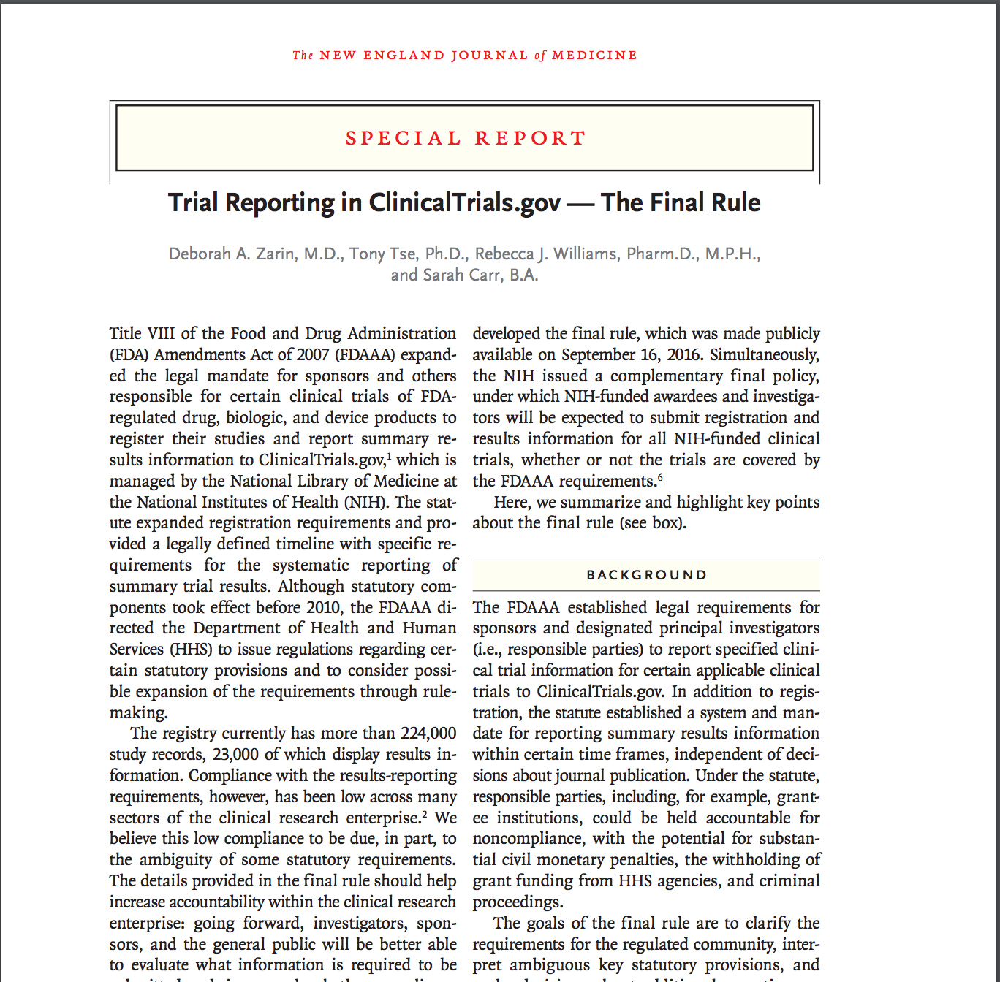 The NEW ENGLAND JOURNAL of MEDICINE
SPECIAL REPORT
Trial Reporting in ClinicalTrials.gov — The Final Rule
Deborah A. Zarin, M.D., Tony Tse, Ph.D., Rebecca J. Williams, Pharm.D., M.P.H.,
and Sarah Carr, B.A.
Title VIII of the Food and Drug Administration
(FDA) Amendments Act of 2007 (FDAAA) expand-
ed the legal mandate for sponsors and others
responsible for certain clinical trials of FDA-
regulated drug, biologic, and device products to
register their studies and report summary re-
sults information to ClinicalTrials.gov,¹ which is
managed by the National Library of Medicine at
the National Institutes of Health (NIH). The stat-
ute expanded registration requirements and pro-
vided a legally defined timeline with specific re-
quirements for the systematic reporting of
summary trial results. Although statutory com-
ponents took effect before 2010, the FDAAA di-
rected the Department of Health and Human
Services (HHS) to issue regulations regarding cer-
tain statutory provisions and to consider possi-
ble expansion of the requirements through rule-
making.
The registry currently has more than 224,000
study records, 23,000 of which display results in-
formation. Compliance with the results-reporting
requirements, however, has been low across many
sectors of the clinical research enterprise.² We
believe this low compliance to be due, in part, to
the ambiguity of some statutory requirements.
The details provided in the final rule should help
increase accountability within the clinical research
enterprise: going forward, investigators, spon-
sors, and the general public will be better able
to evaluate what information is required to be
developed the final rule, which was made publicly
available on September 16, 2016. Simultaneously,
the NIH issued a complementary final policy,
under which NIH-funded awardees and investiga-
tors will be expected to submit registration and
results information for all NIH-funded clinical
trials, whether or not the trials are covered by
the FDAAA requirements.⁶
Here, we summarize and highlight key points
about the final rule (see box).
BACKGROUND
The FDAAA established legal requirements for
sponsors and designated principal investigators
(i.e., responsible parties) to report specified clini-
cal trial information for certain applicable clinical
trials to ClinicalTrials.gov. In addition to regis-
tration, the statute established a system and man-
date for reporting summary results information
within certain time frames, independent of deci-
sions about journal publication. Under the statute,
responsible parties, including, for example, grant-
ee institutions, could be held accountable for
noncompliance, with the potential for substan-
tial civil monetary penalties, the withholding of
grant funding from HHS agencies, and criminal
proceedings.
The goals of the final rule are to clarify the
requirements for the regulated community, inter-
pret ambiguous key statutory provisions, and